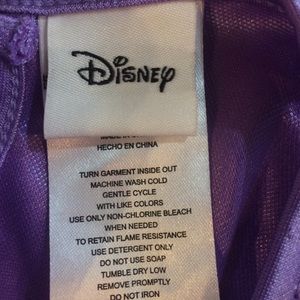 Disney
HECHO EN CHINA
TURN GARMENT INSIDE OUT
MACHINE WASH COLD
GENTLE CYCLE
WITH LIKE COLORS
USE ONLY NON-CHLORINE BLEACH
WHEN NEEDED
TO RETAIN FLAME RESISTANCE
USE DETERGENT ONLY
DO NOT USE SOAP
TUMBLE DRY LOW
REMOVE PROMPTLY
DO NOT IRON